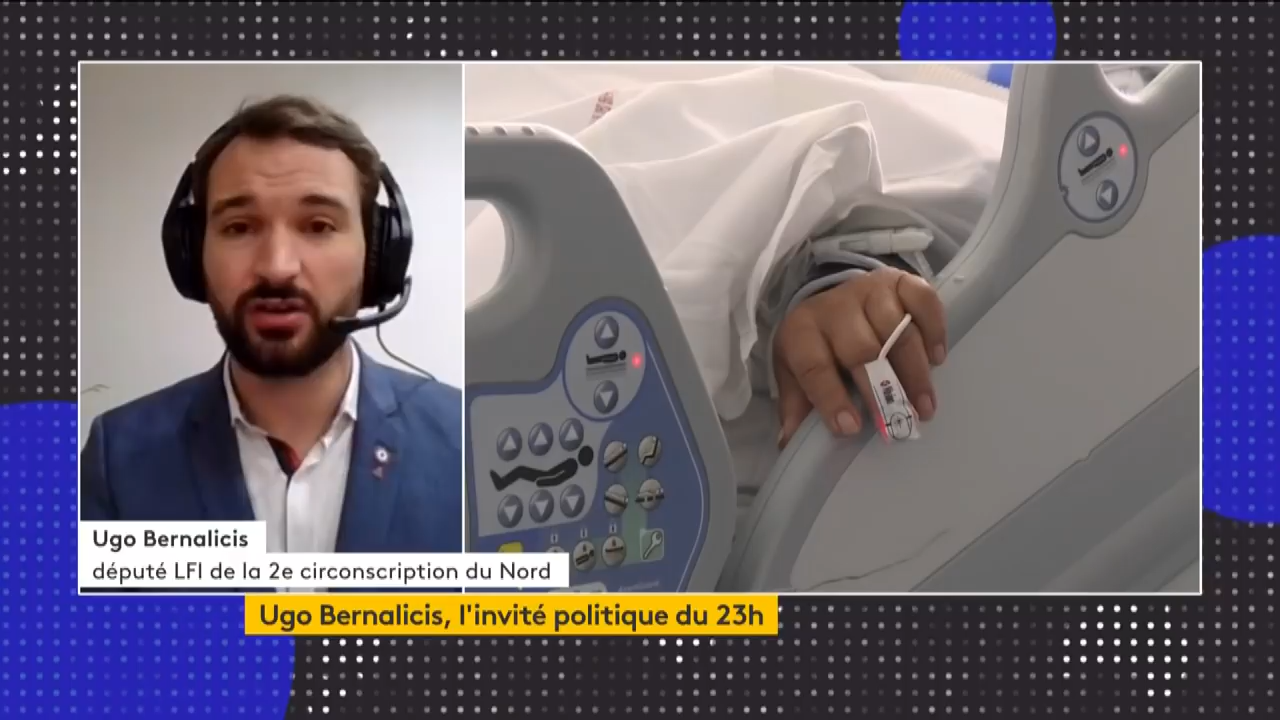 Ugo Bernalicis
député LFI de la 2e circonscription du Nord
Ugo Bernalicis, l'invité politique du 23h